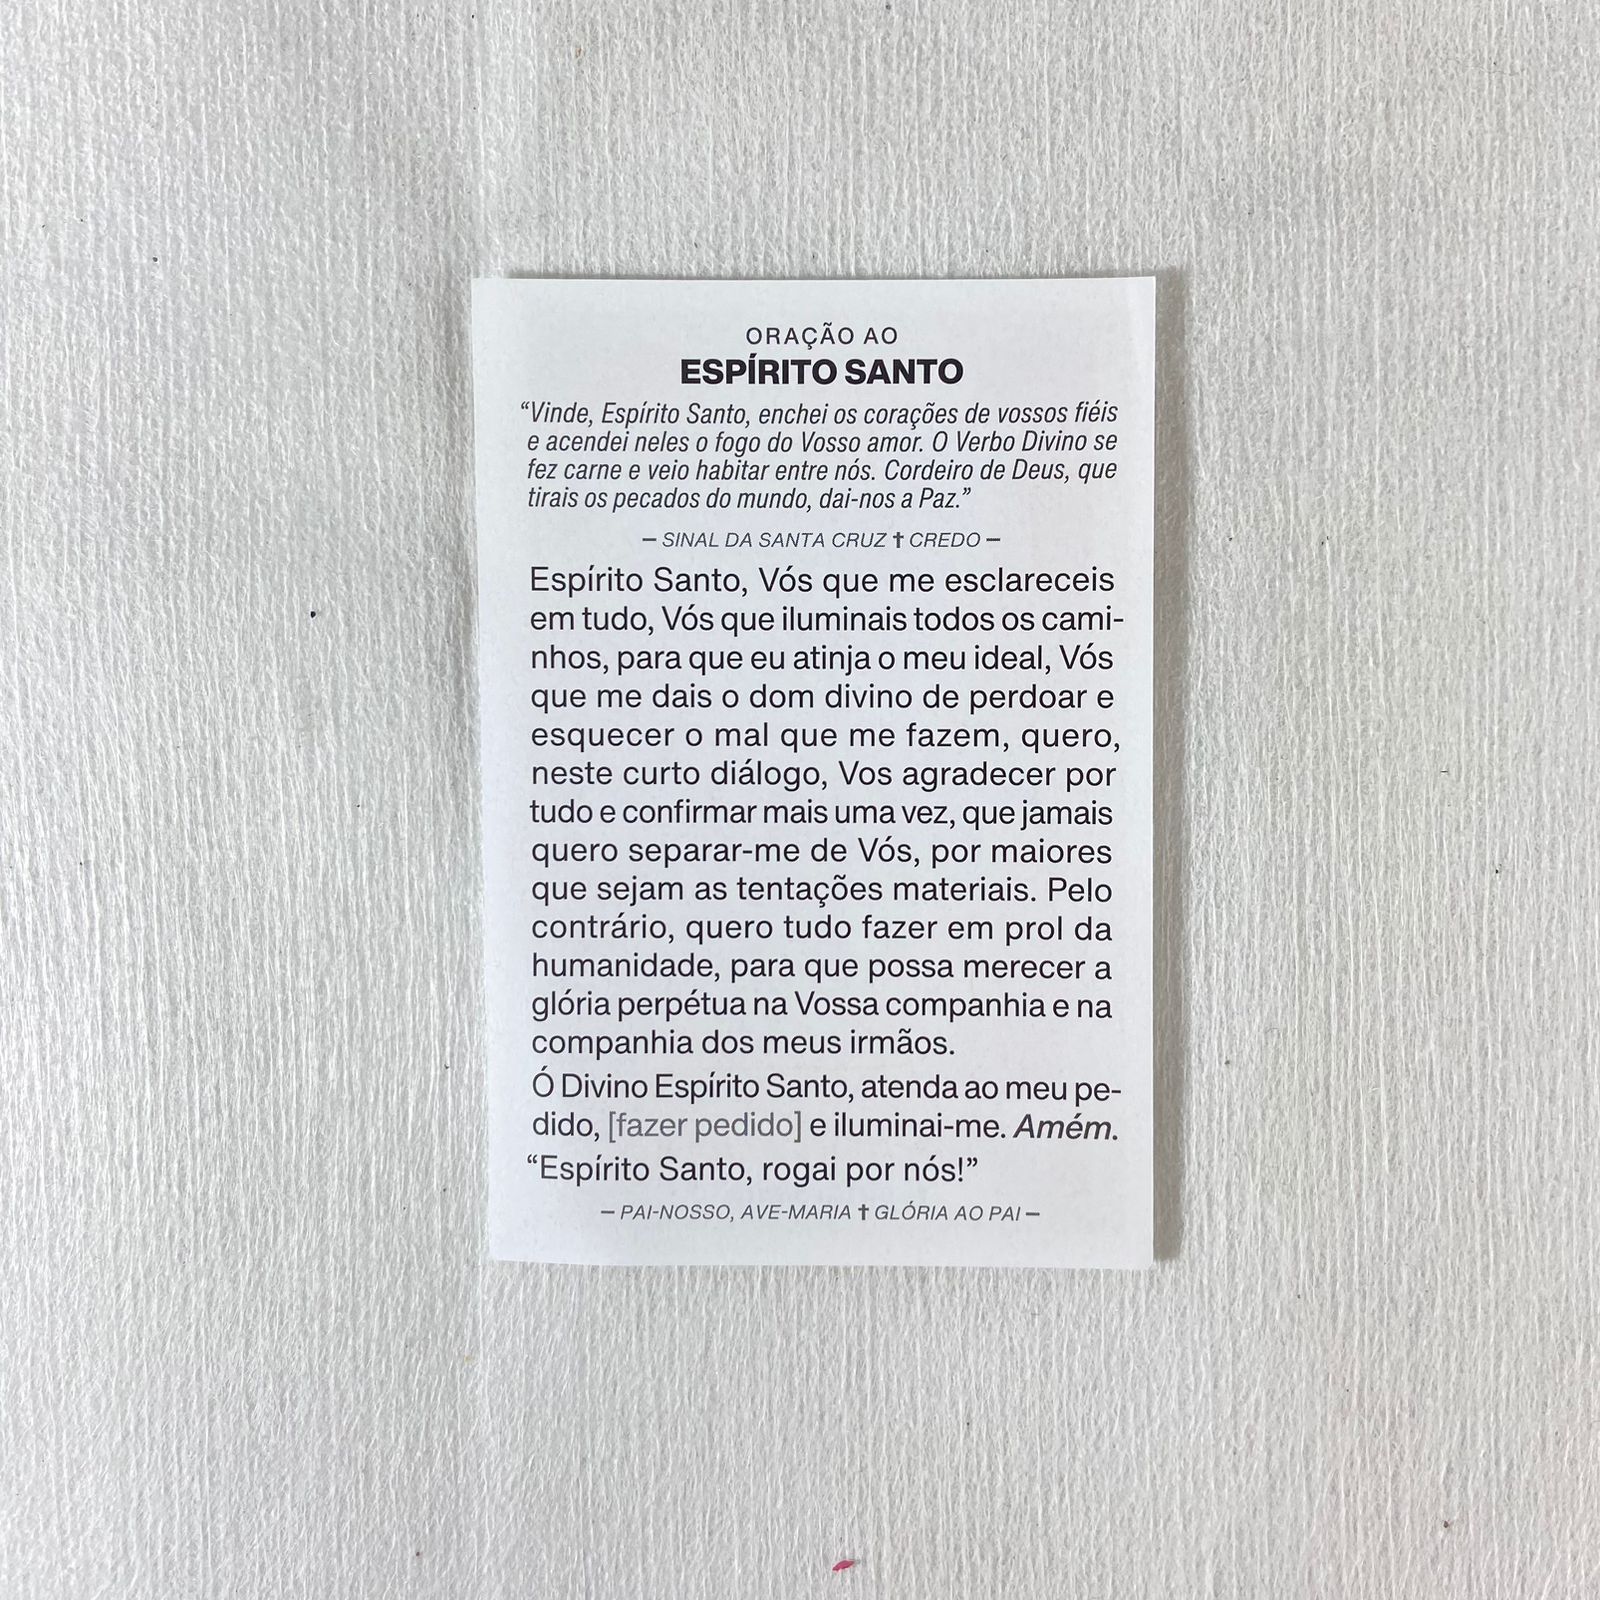 ORAÇÃO AO
ESPÍRITO SANTO
“Vinde, Espírito Santo, enchei os corações de vossos fiéis
e acendei neles o fogo do Vosso amor. O Verbo Divino se
fez carne e veio habitar entre nós. Cordeiro de Deus, que
tirais os pecados do mundo, dai-nos a Paz.”
— SINAL DA SANTA CRUZ ✝ CREDO —
Espírito Santo, Vós que me esclareceis
em tudo, Vós que iluminais todos os cami-
nhos, para que eu atinja o meu ideal, Vós
que me dais o dom divino de perdoar e
esquecer o mal que me fazem, quero,
neste curto diálogo, Vos agradecer por
tudo e confirmar mais uma vez, que jamais
quero separar-me de Vós, por maiores
que sejam as tentações materiais. Pelo
contrário, quero tudo fazer em prol da
humanidade, para que possa merecer a
glória perpétua na Vossa companhia e na
companhia dos meus irmãos.
Ó Divino Espírito Santo, atenda ao meu pe-
dido, [fazer pedido] e iluminai-me. Amém.
“Espírito Santo, rogai por nós!”
— PAI-NOSSO, AVE-MARIA ✝ GLÓRIA AO PAI —